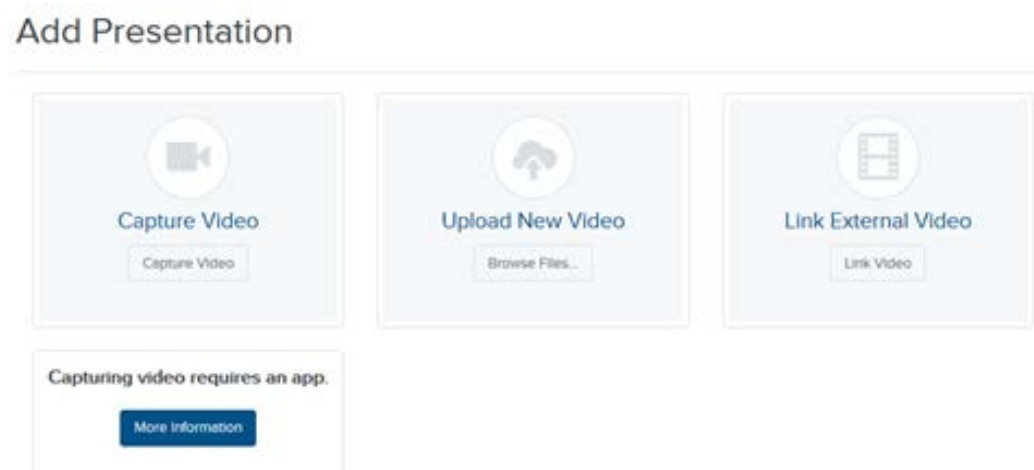 Add Presentation
Capture Video
Capture Video
Upload New Video
Browse Files...
Link External Video
Link Video
Capturing video requires an app.
More Information